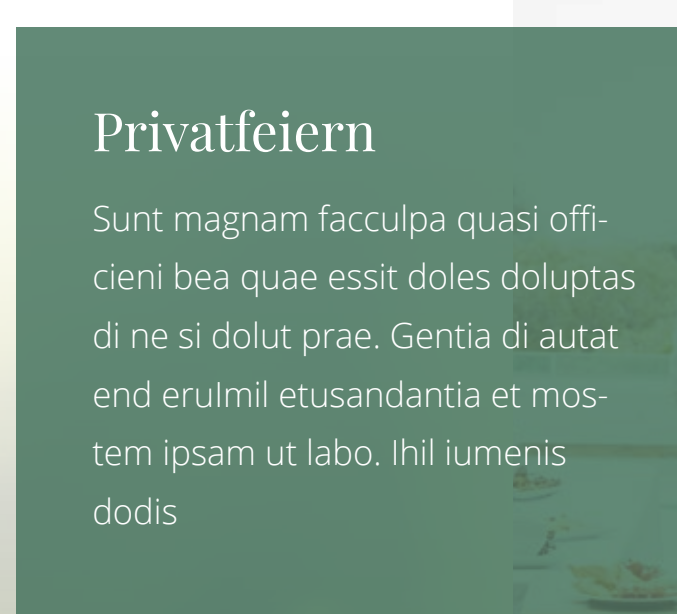 Privatfeiern
Sunt magnam facculpa quasi offi-
cieni bea quae essit doles doluptas
di ne si dolut prae. Gentia di autat
end eruImil etusandantia et mos-
tem ipsam ut labo. Ihil iumenis
dodis